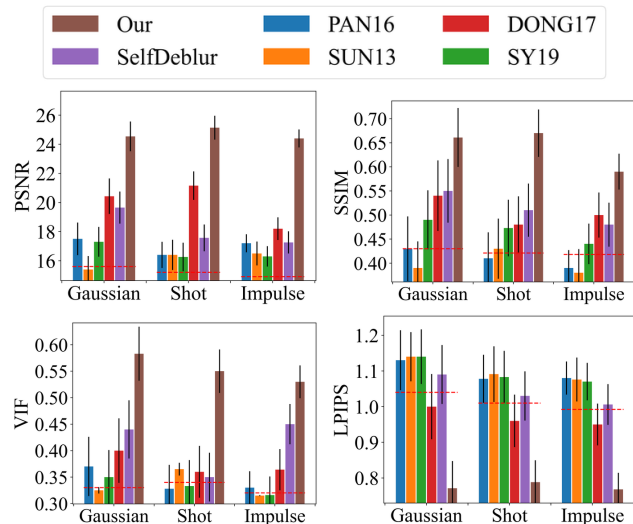 Our PAN16 DONG17
SelfDeblur SUN13 SY19
PSNR
26
24
22
20
18
16
Gaussian Shot Impulse
SSIM
0.70
0.65
0.60
0.55
0.50
0.45
0.40
Gaussian Shot Impulse
VIF
0.60
0.55
0.50
0.45
0.40
0.35
0.30
Gaussian Shot Impulse
LPIPS
1.2
1.1
1.0
0.9
0.8
Gaussian Shot Impulse